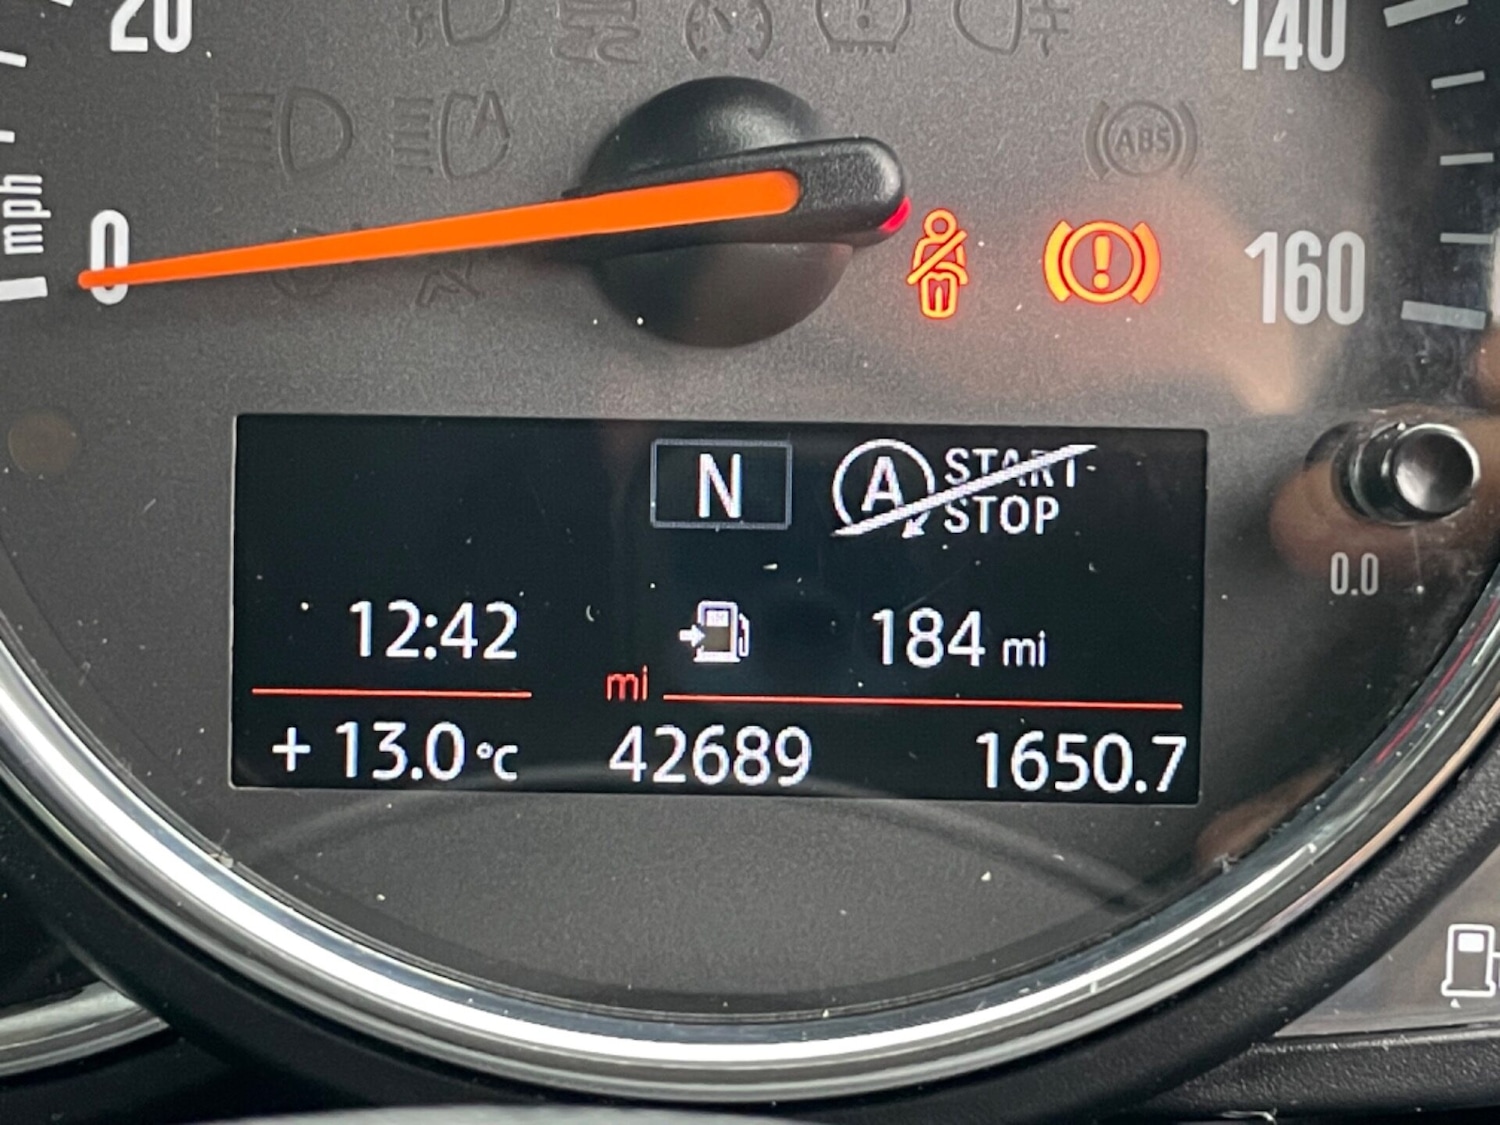 20
140
A
ABS
mph
0
160
N
A START
STOP
0.0
12:42
184 mi
mi
+ 13.0 °C
42689
1650.7